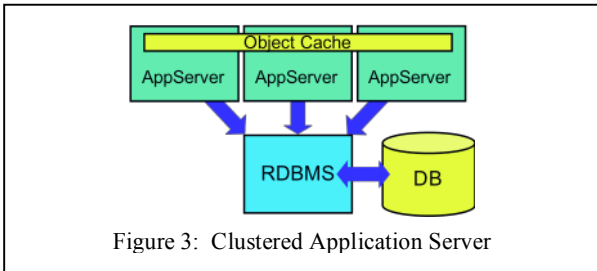 Object Cache
AppServer AppServer AppServer
RDBMS
DB
Figure 3:  Clustered Application Server